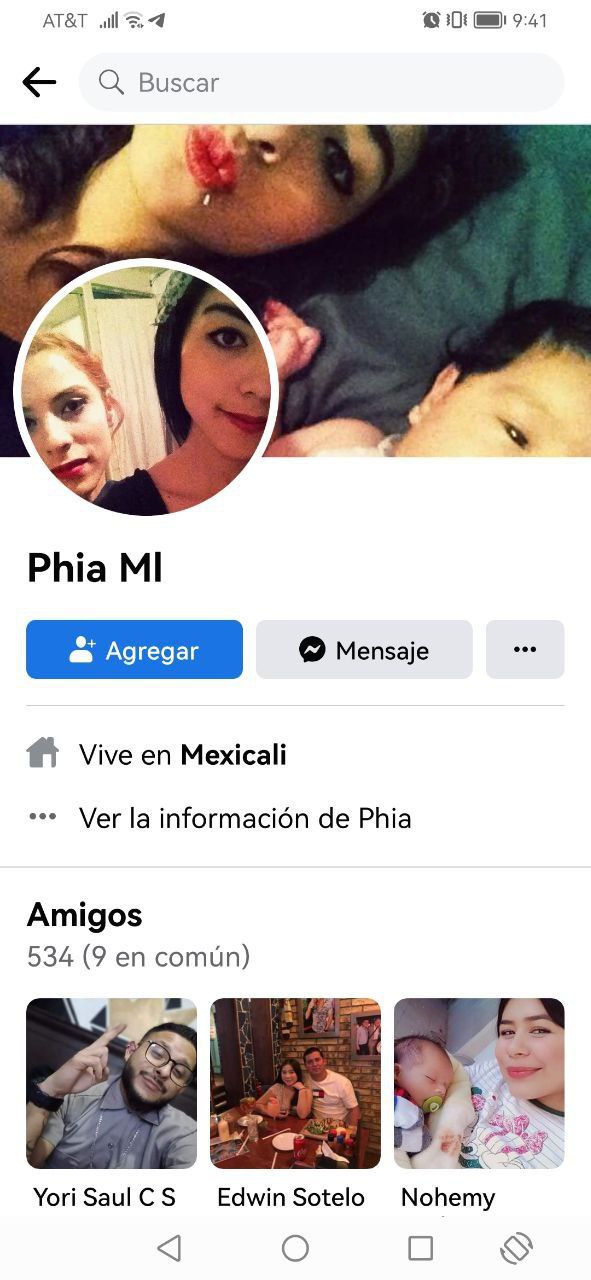 AT&T 9:41
Buscar
Phia Ml
Agregar Mensaje
Vive en Mexicali
Ver la información de Phia
Amigos
534 (9 en común)
Yori Saul C S Edwin Sotelo Nohemy